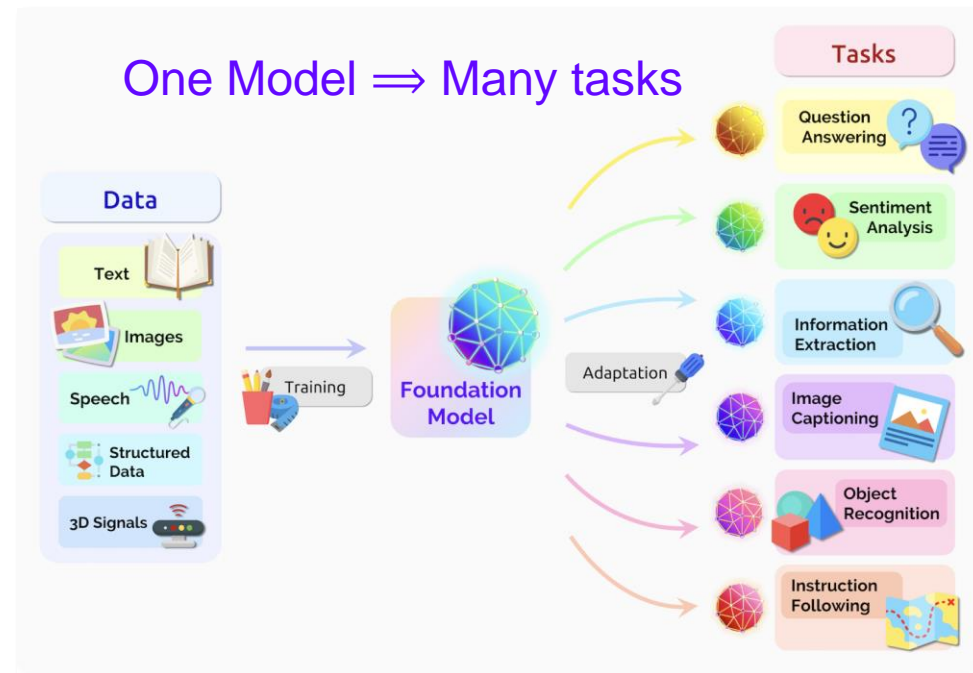 One Model ⟹ Many tasks
Data
Text
Images
Speech
Structured
Data
3D Signals
Training
Foundation
Model
Adaptation
Tasks
Question
Answering
?
Sentiment
Analysis
Information
Extraction
Image
Captioning
Object
Recognition
Instruction
Following